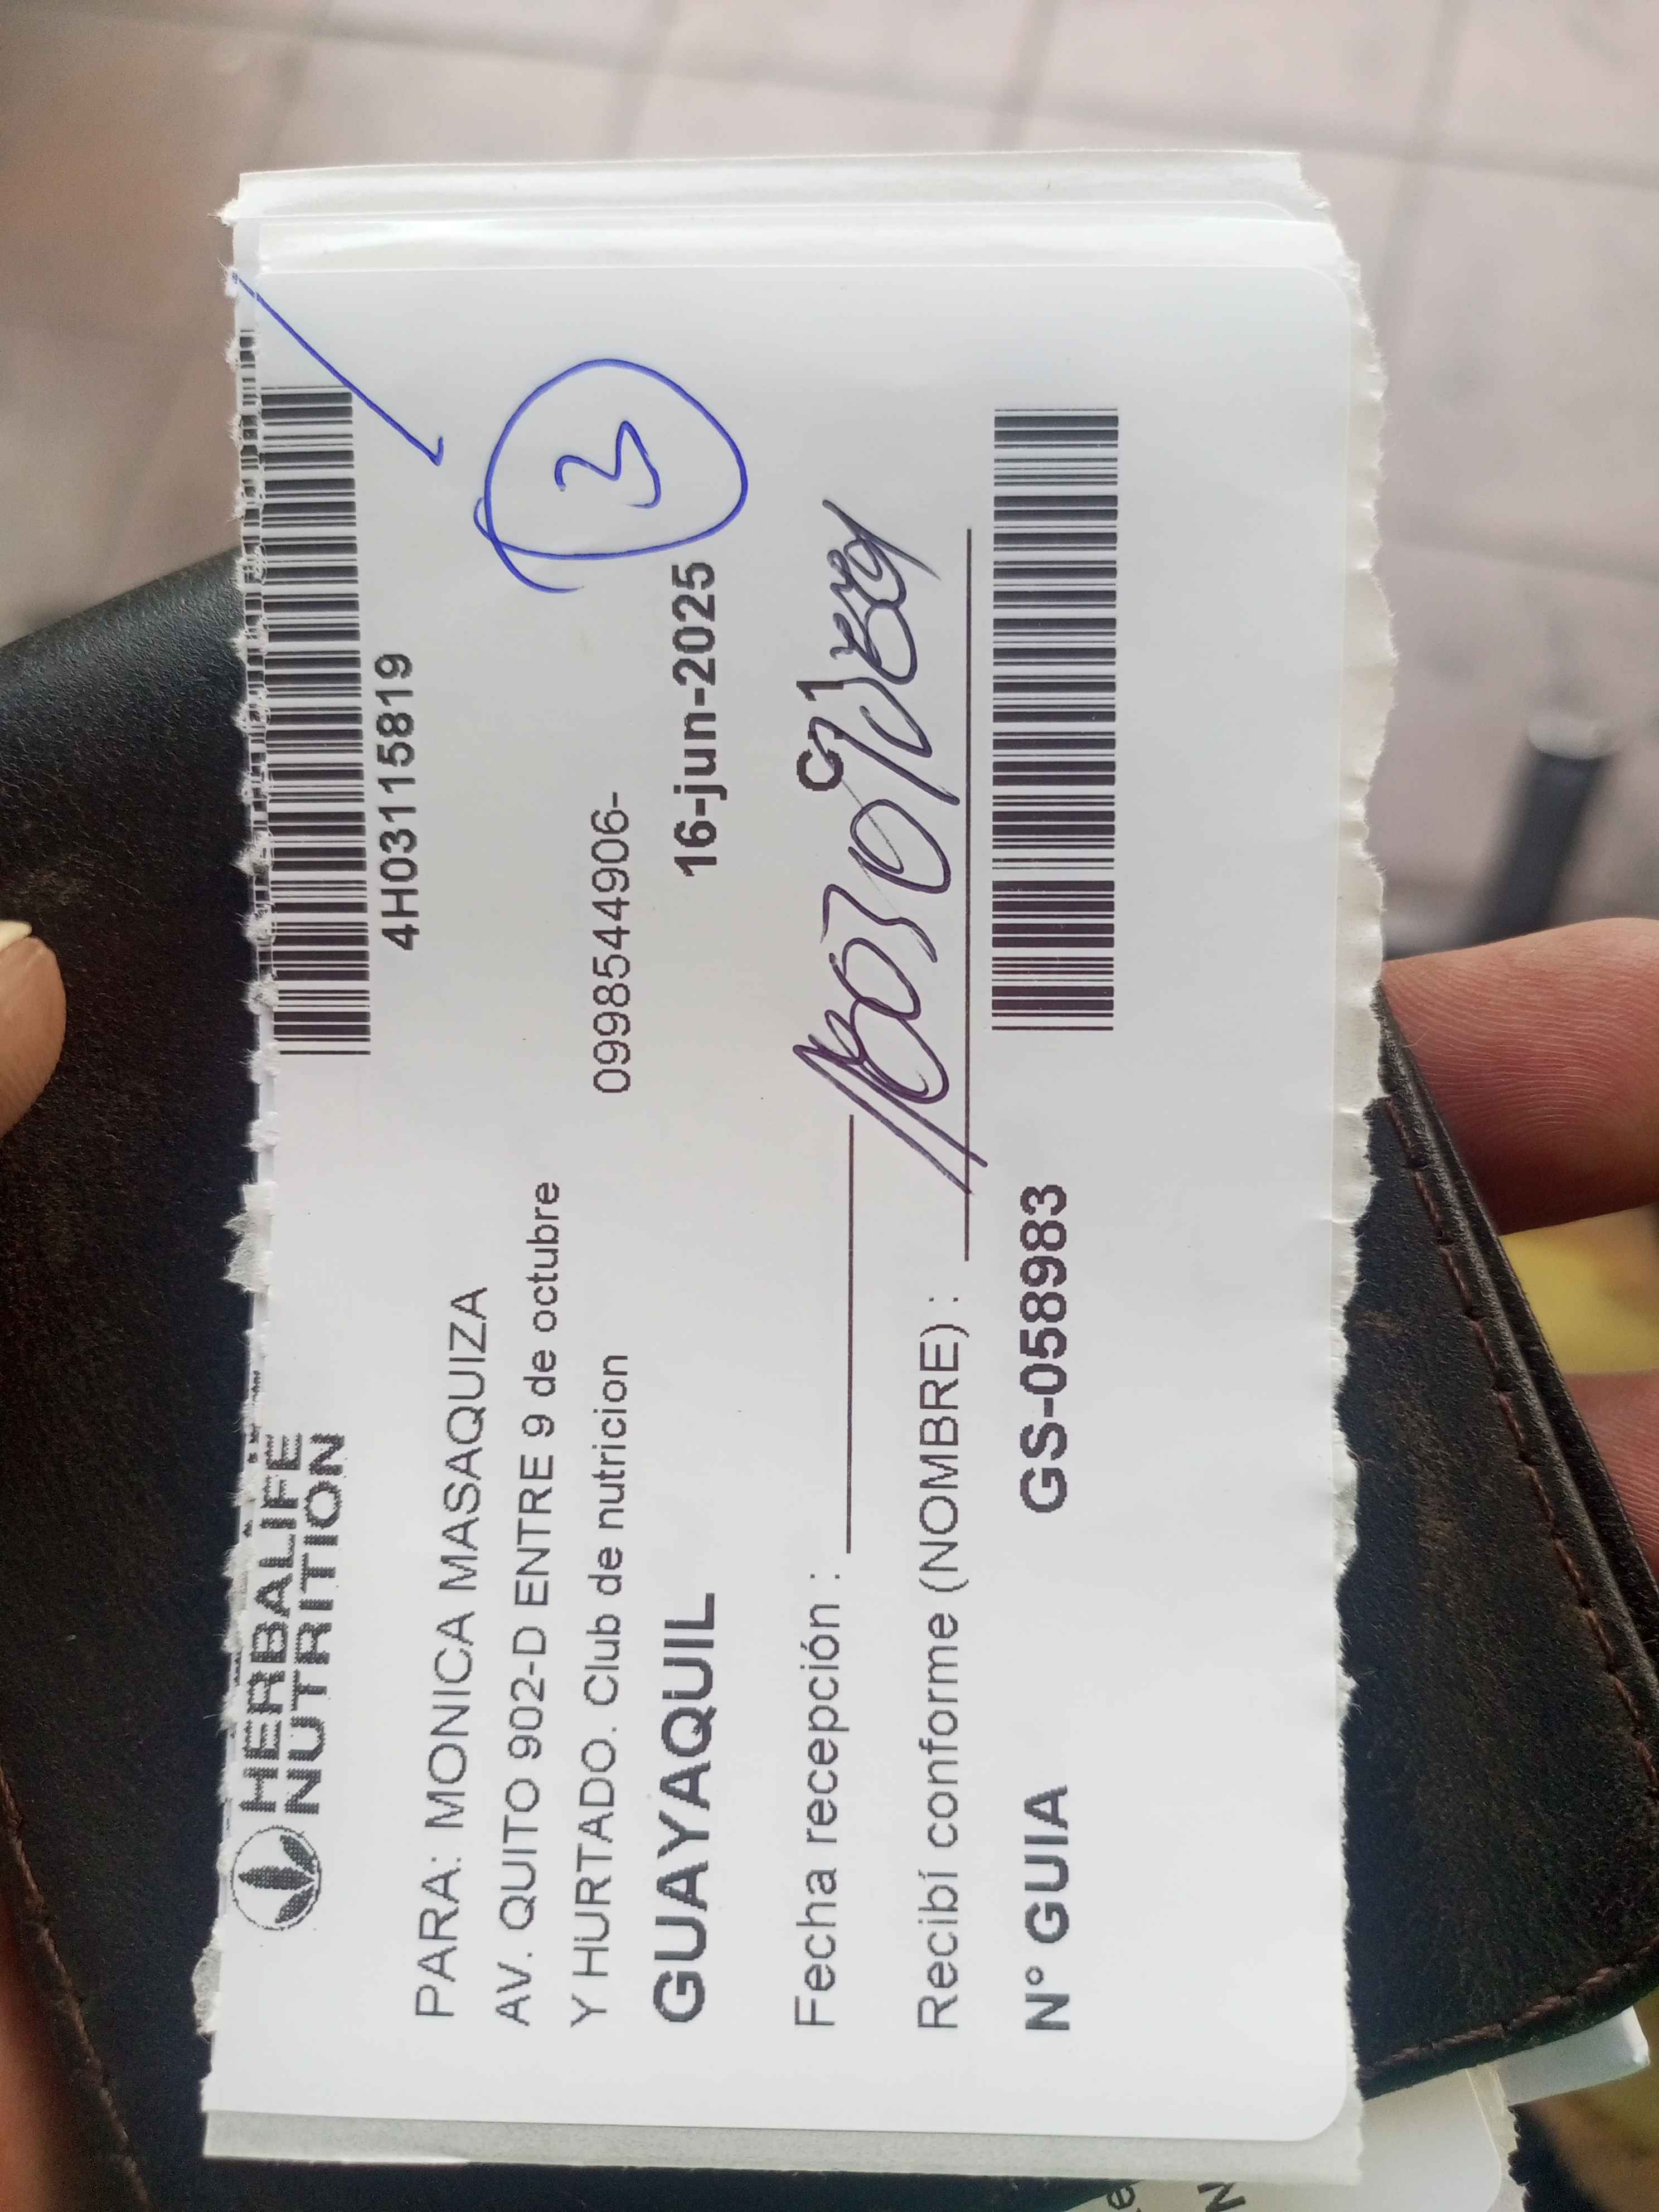 HERBALIFE
NUTRITION
4H03115819
PARA: MONICA MASAQUIZA
AV. QUITO 902-D ENTRE 9 de octubre
Y HURTADO. Club de nutricion
0998544906-
3
GUAYAQUIL
16-jun-2025
C1
Fecha recepción :
Recibí conforme (NOMBRE) :
N° GUIA
GS-058983